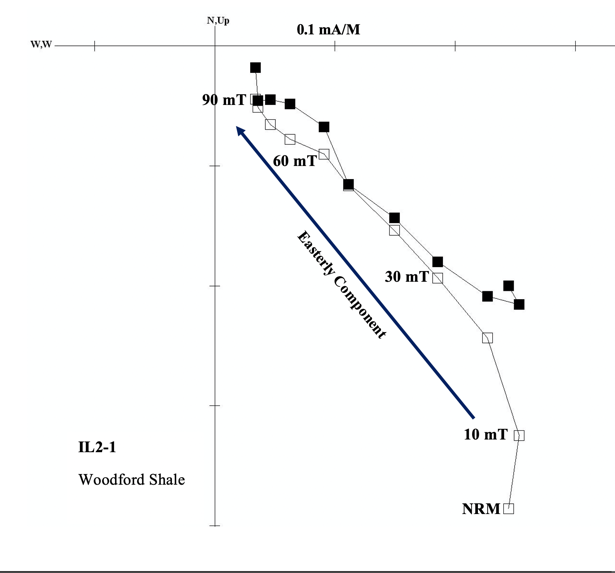 N,Up
0.1 mA/M
W,W
90 mT
60 mT
Easterly Component
30 mT
10 mT
IL2-1
Woodford Shale
NRM